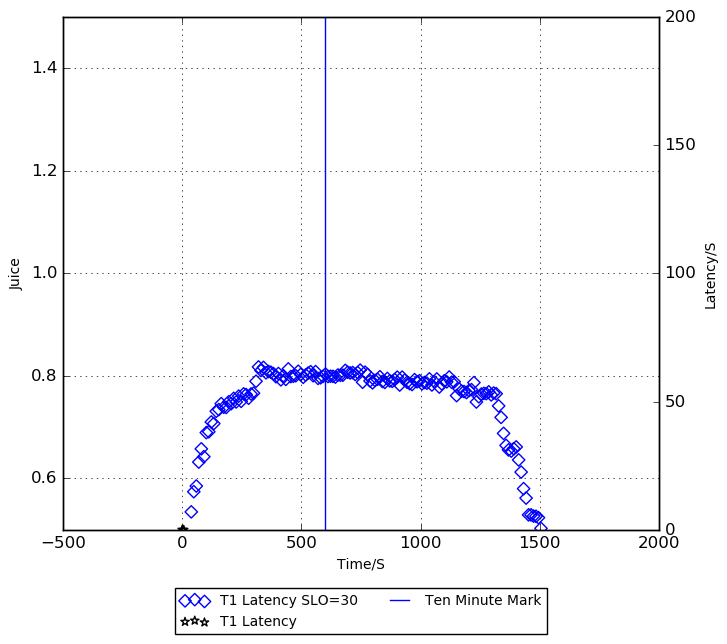 1.4
1.2
1.0
0.8
0.6
Juice
200
150
100
50
0
Latency/S
−500 0 500 1000 1500 2000
Time/S
T1 Latency SLO=30 Ten Minute Mark
T1 Latency